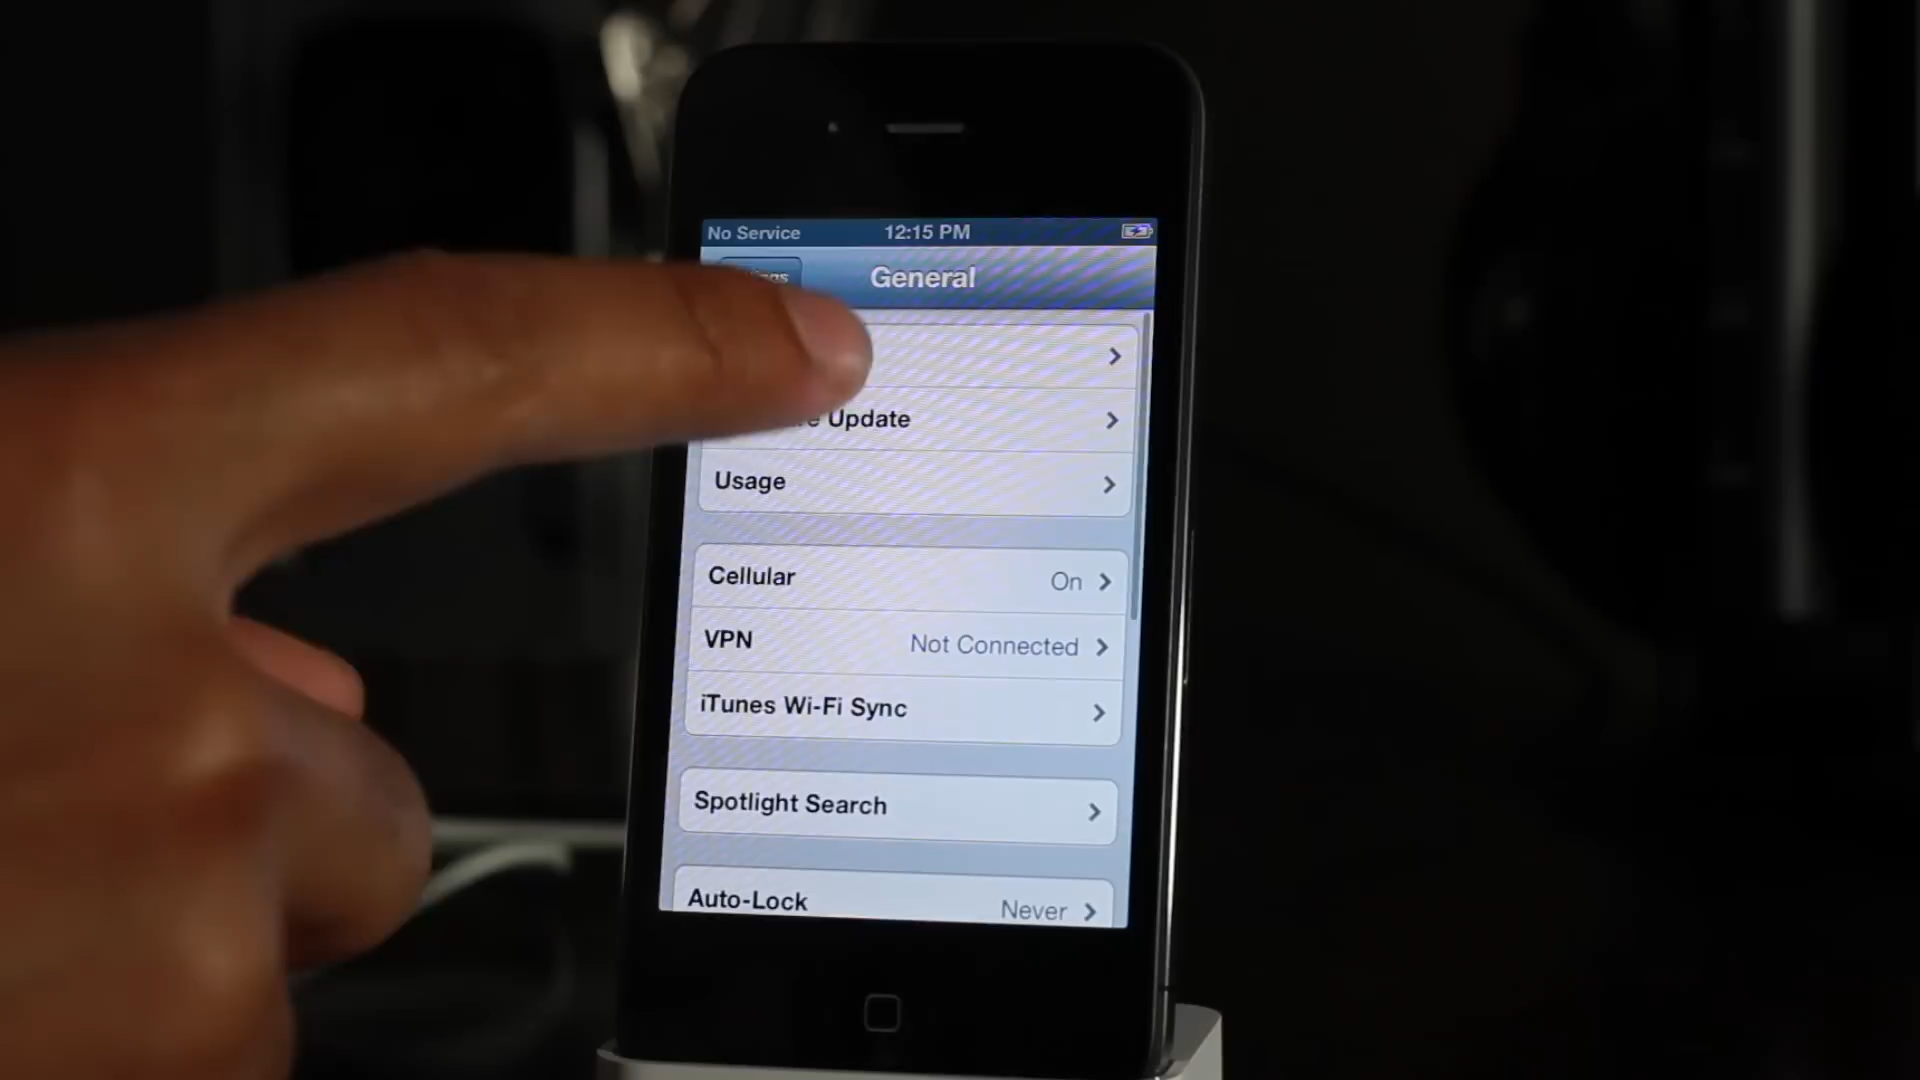 No Service 12:15 PM
General
Update
Usage
Cellular On
VPN Not Connected
iTunes Wi-Fi Sync
Spotlight Search
Auto-Lock Never